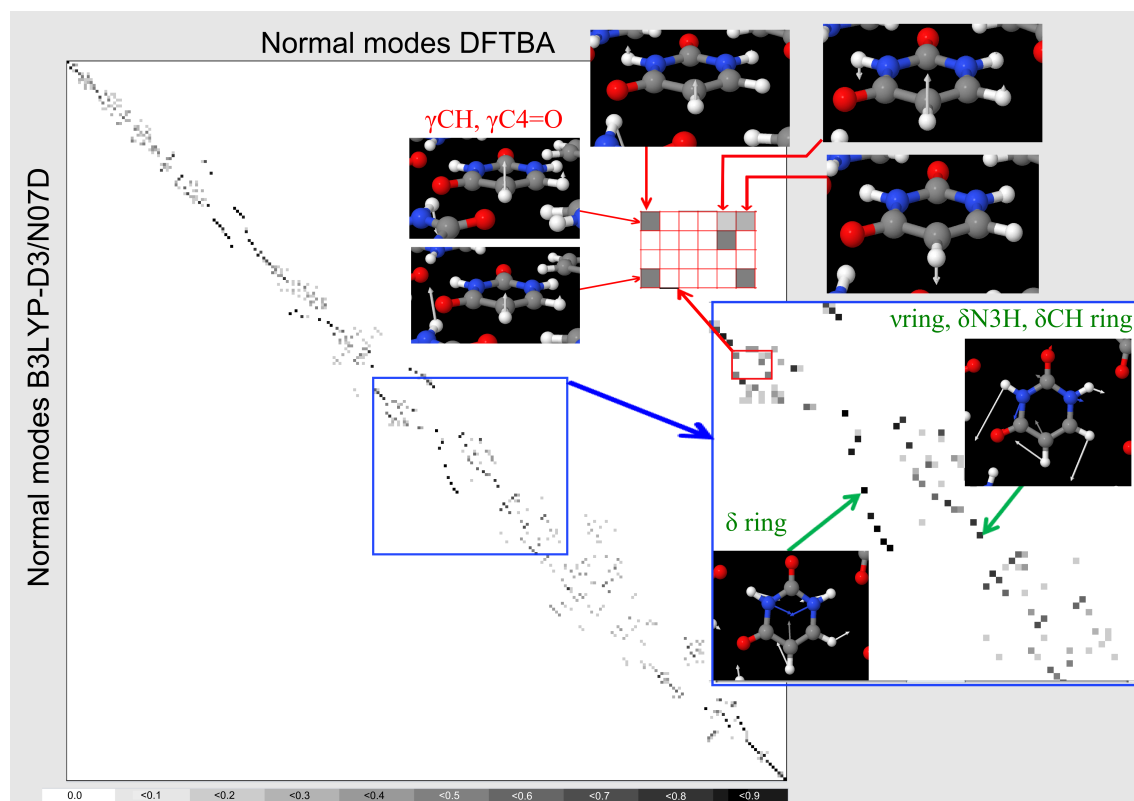 Normal modes DFTBA
Normal modes B3LYP-D3/N07D
γCH, γC4=O
νring, δN3H, δCH ring
δ ring
0.0 <0.1 <0.2 <0.3 <0.4 <0.5 <0.6 <0.7 <0.8 <0.9